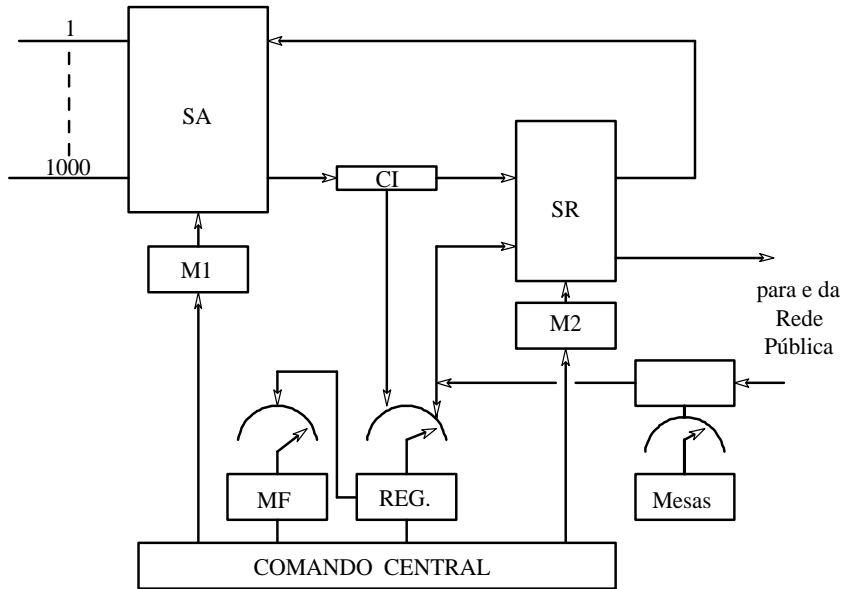 1
SA
1000
CI
SR
M1
M2
para e da
Rede
Pública
MF
REG.
Mesas
COMANDO CENTRAL